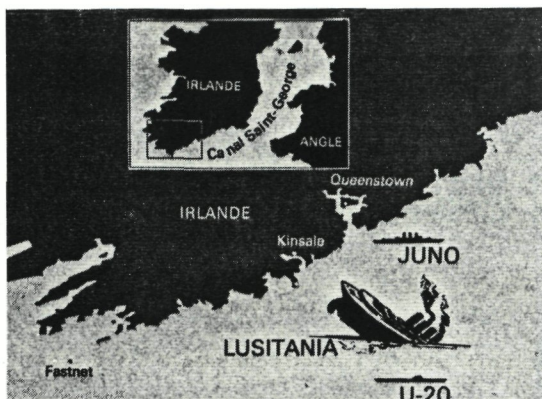 IRLANDE
Canal Saint-George
ANGLE
Queenstown
IRLANDE
Kinsale
JUNO
LUSITANIA
Fastnet
U-20